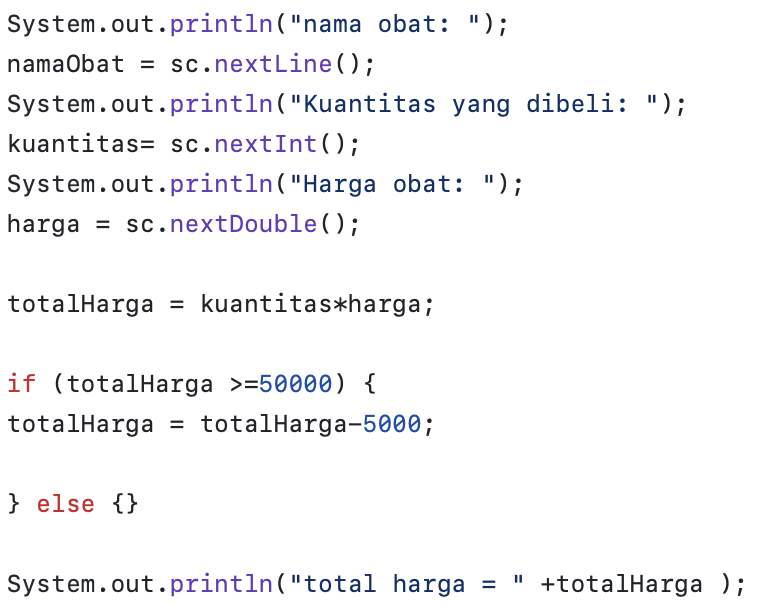 System.out.println("nama obat: ");
namaObat = sc.nextLine();
System.out.println("Kuantitas yang dibeli: ");
kuantitas= sc.nextInt();
System.out.println("Harga obat: ");
harga = sc.nextDouble();
totalHarga = kuantitas*harga;
if (totalHarga >=50000) {
totalHarga = totalHarga-5000;
} else {}
System.out.println("total harga = " +totalHarga );